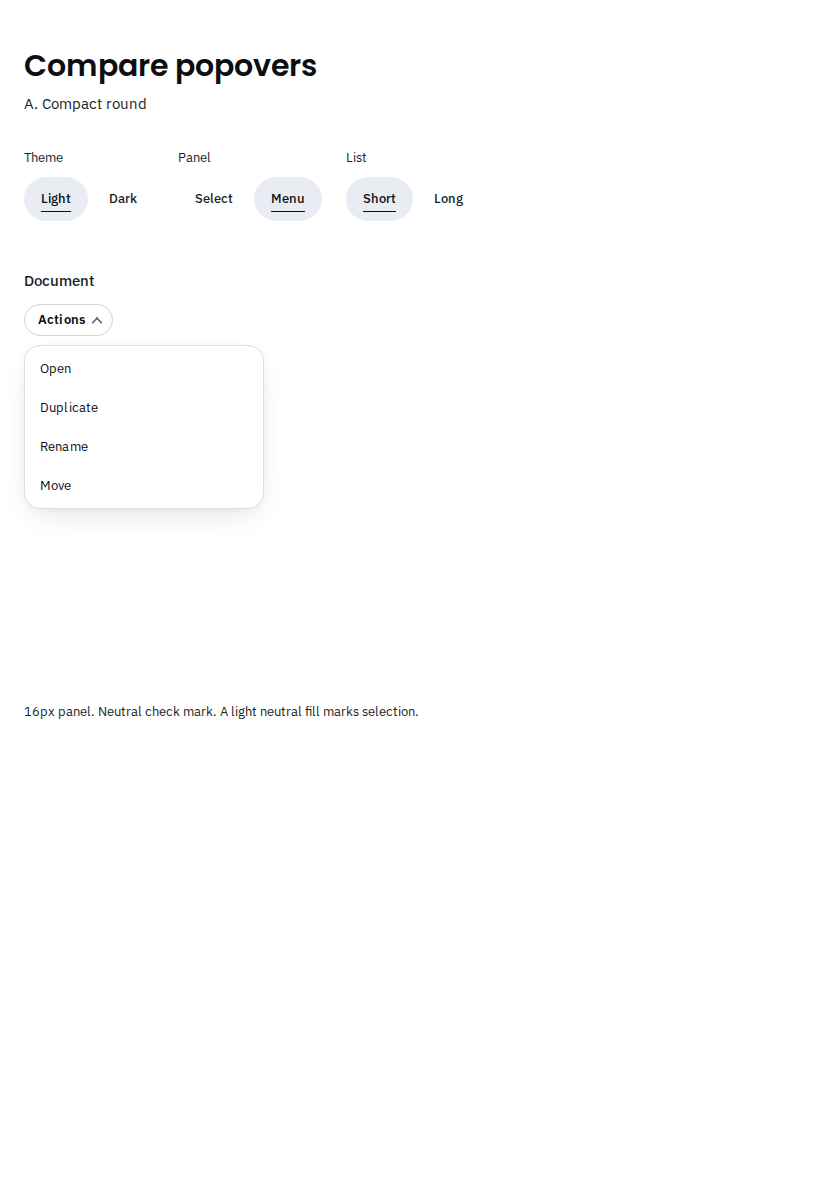 Compare popovers
A. Compact round
Theme Panel List
Light Dark Select Menu Short Long
Document
Actions
Open
Duplicate
Rename
Move
16px panel. Neutral check mark. A light neutral fill marks selection.